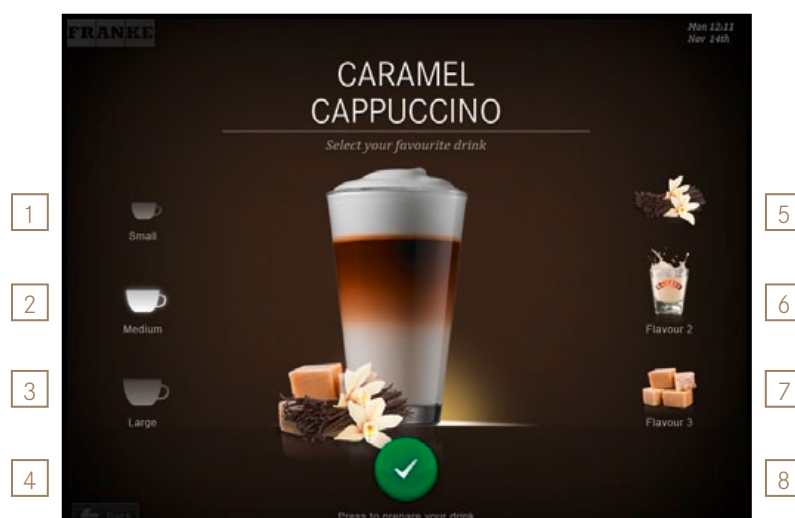 FRANKE
Mon 12:11
Nov 14th
CARAMEL
CAPPUCCINO
Select your favourite drink
1
Small
5
2
Medium
6
Flavour 2
3
Large
7
Flavour 3
4
8
Back
Press to prepare your drink